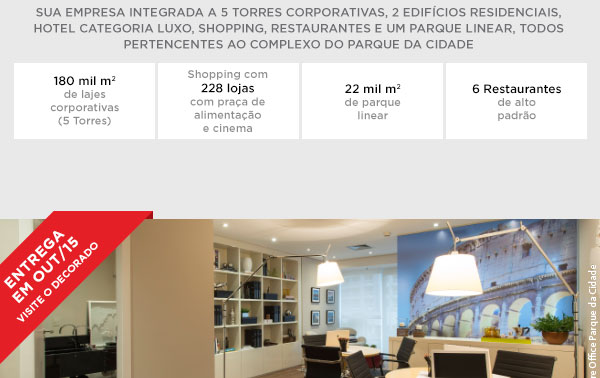 SUA EMPRESA INTEGRADA A 5 TORRES CORPORATIVAS, 2 EDIFÍCIOS RESIDENCIAIS,
HOTEL CATEGORIA LUXO, SHOPPING, RESTAURANTES E UM PARQUE LINEAR, TODOS
PERTENCENTES AO COMPLEXO DO PARQUE DA CIDADE
180 mil m²
de lajes
corporativas
(5 Torres)
Shopping com
228 lojas
com praça de
alimentação
e cinema
22 mil m²
de parque
linear
6 Restaurantes
de alto
padrão
ENTREGA
EM OUT/15
VISITE O DECORADO
Office Parque da Cidade